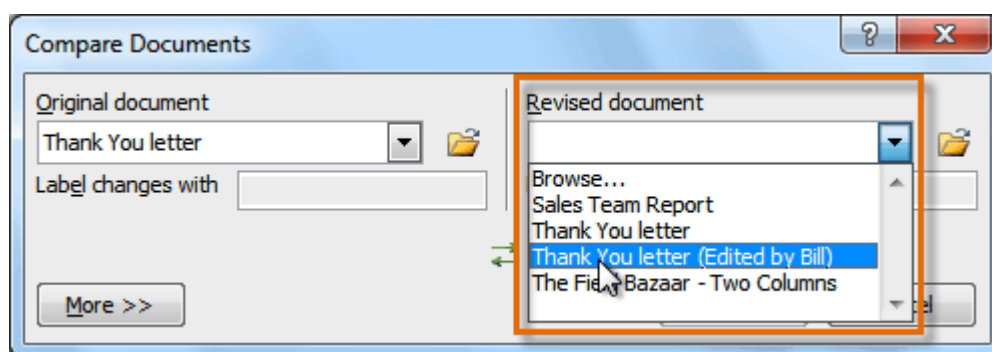 Compare Documents
Original document
Thank You letter
Label changes with
More >>
Revised document
Browse...
Sales Team Report
Thank You letter
Thank You letter (Edited by Bill)
Bazaar - Two Columns